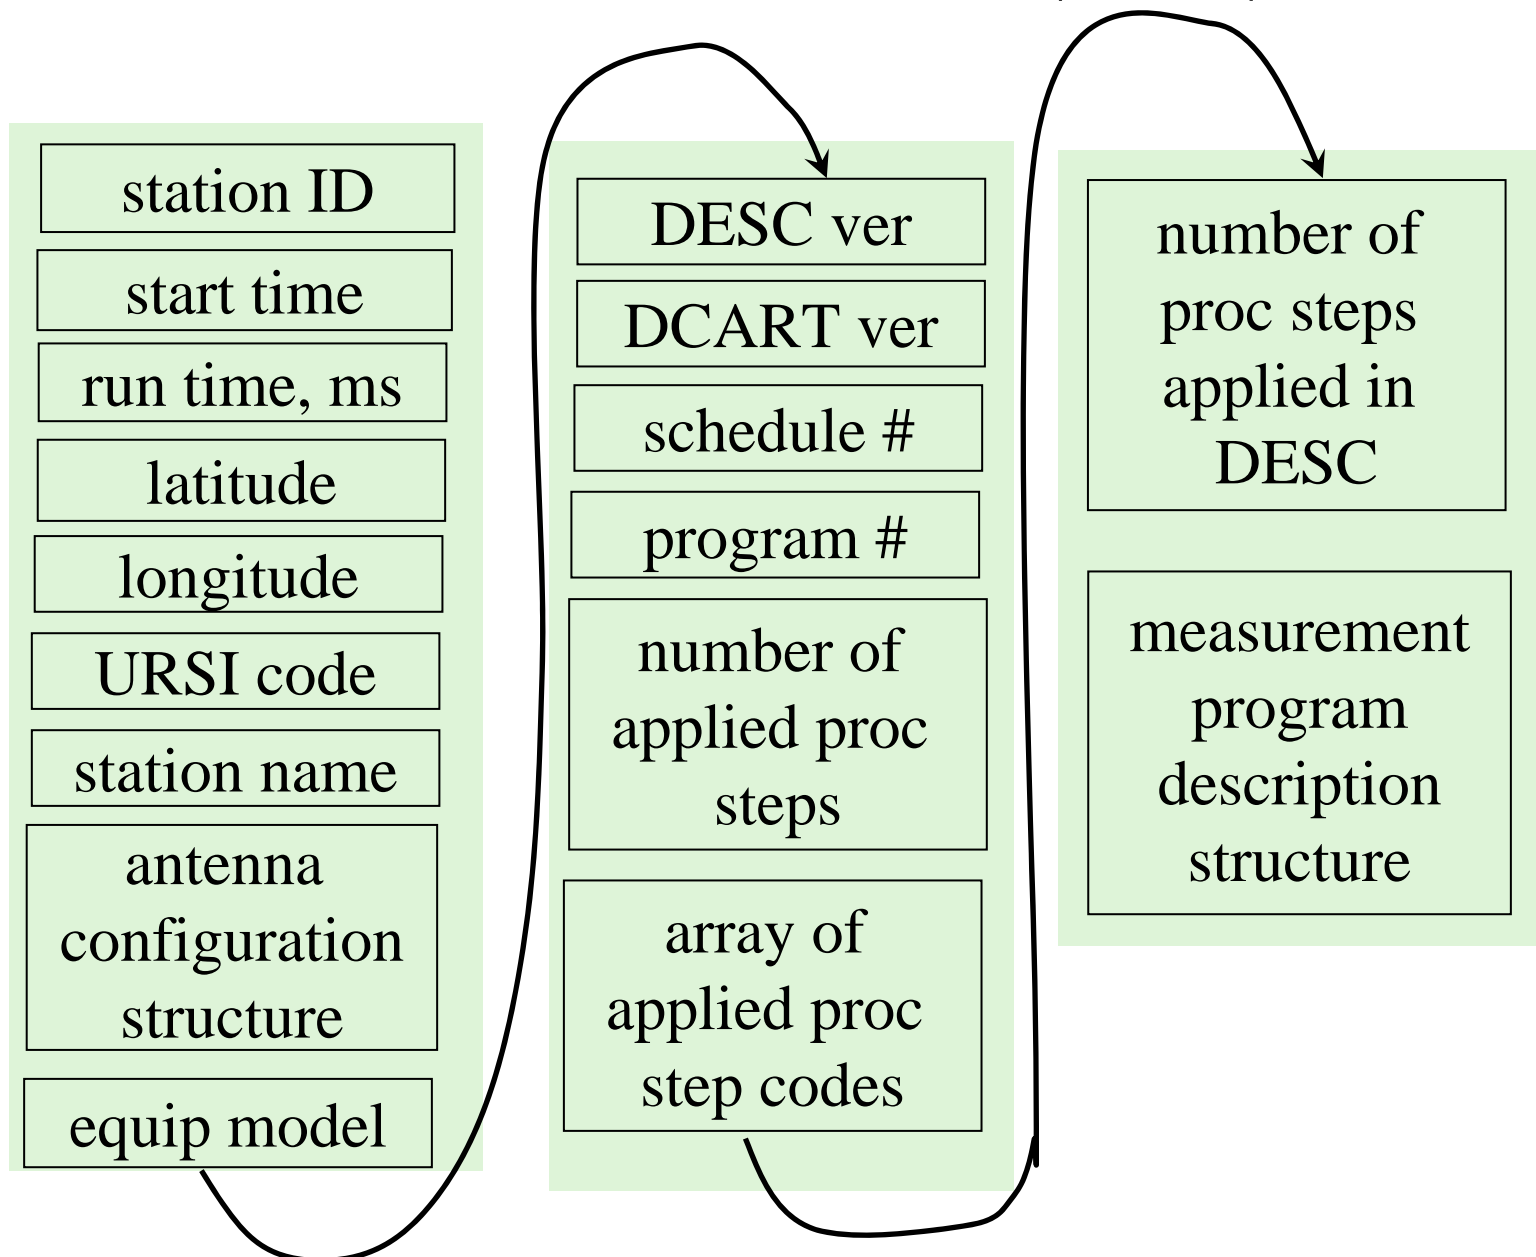 station ID
start time
run time, ms
latitude
longitude
URSI code
station name
antenna
configuration
structure
equip model
DESC ver
DCART ver
schedule #
program #
number of
applied proc
steps
array of
applied proc
step codes
number of
proc steps
applied in
DESC
measurement
program
description
structure